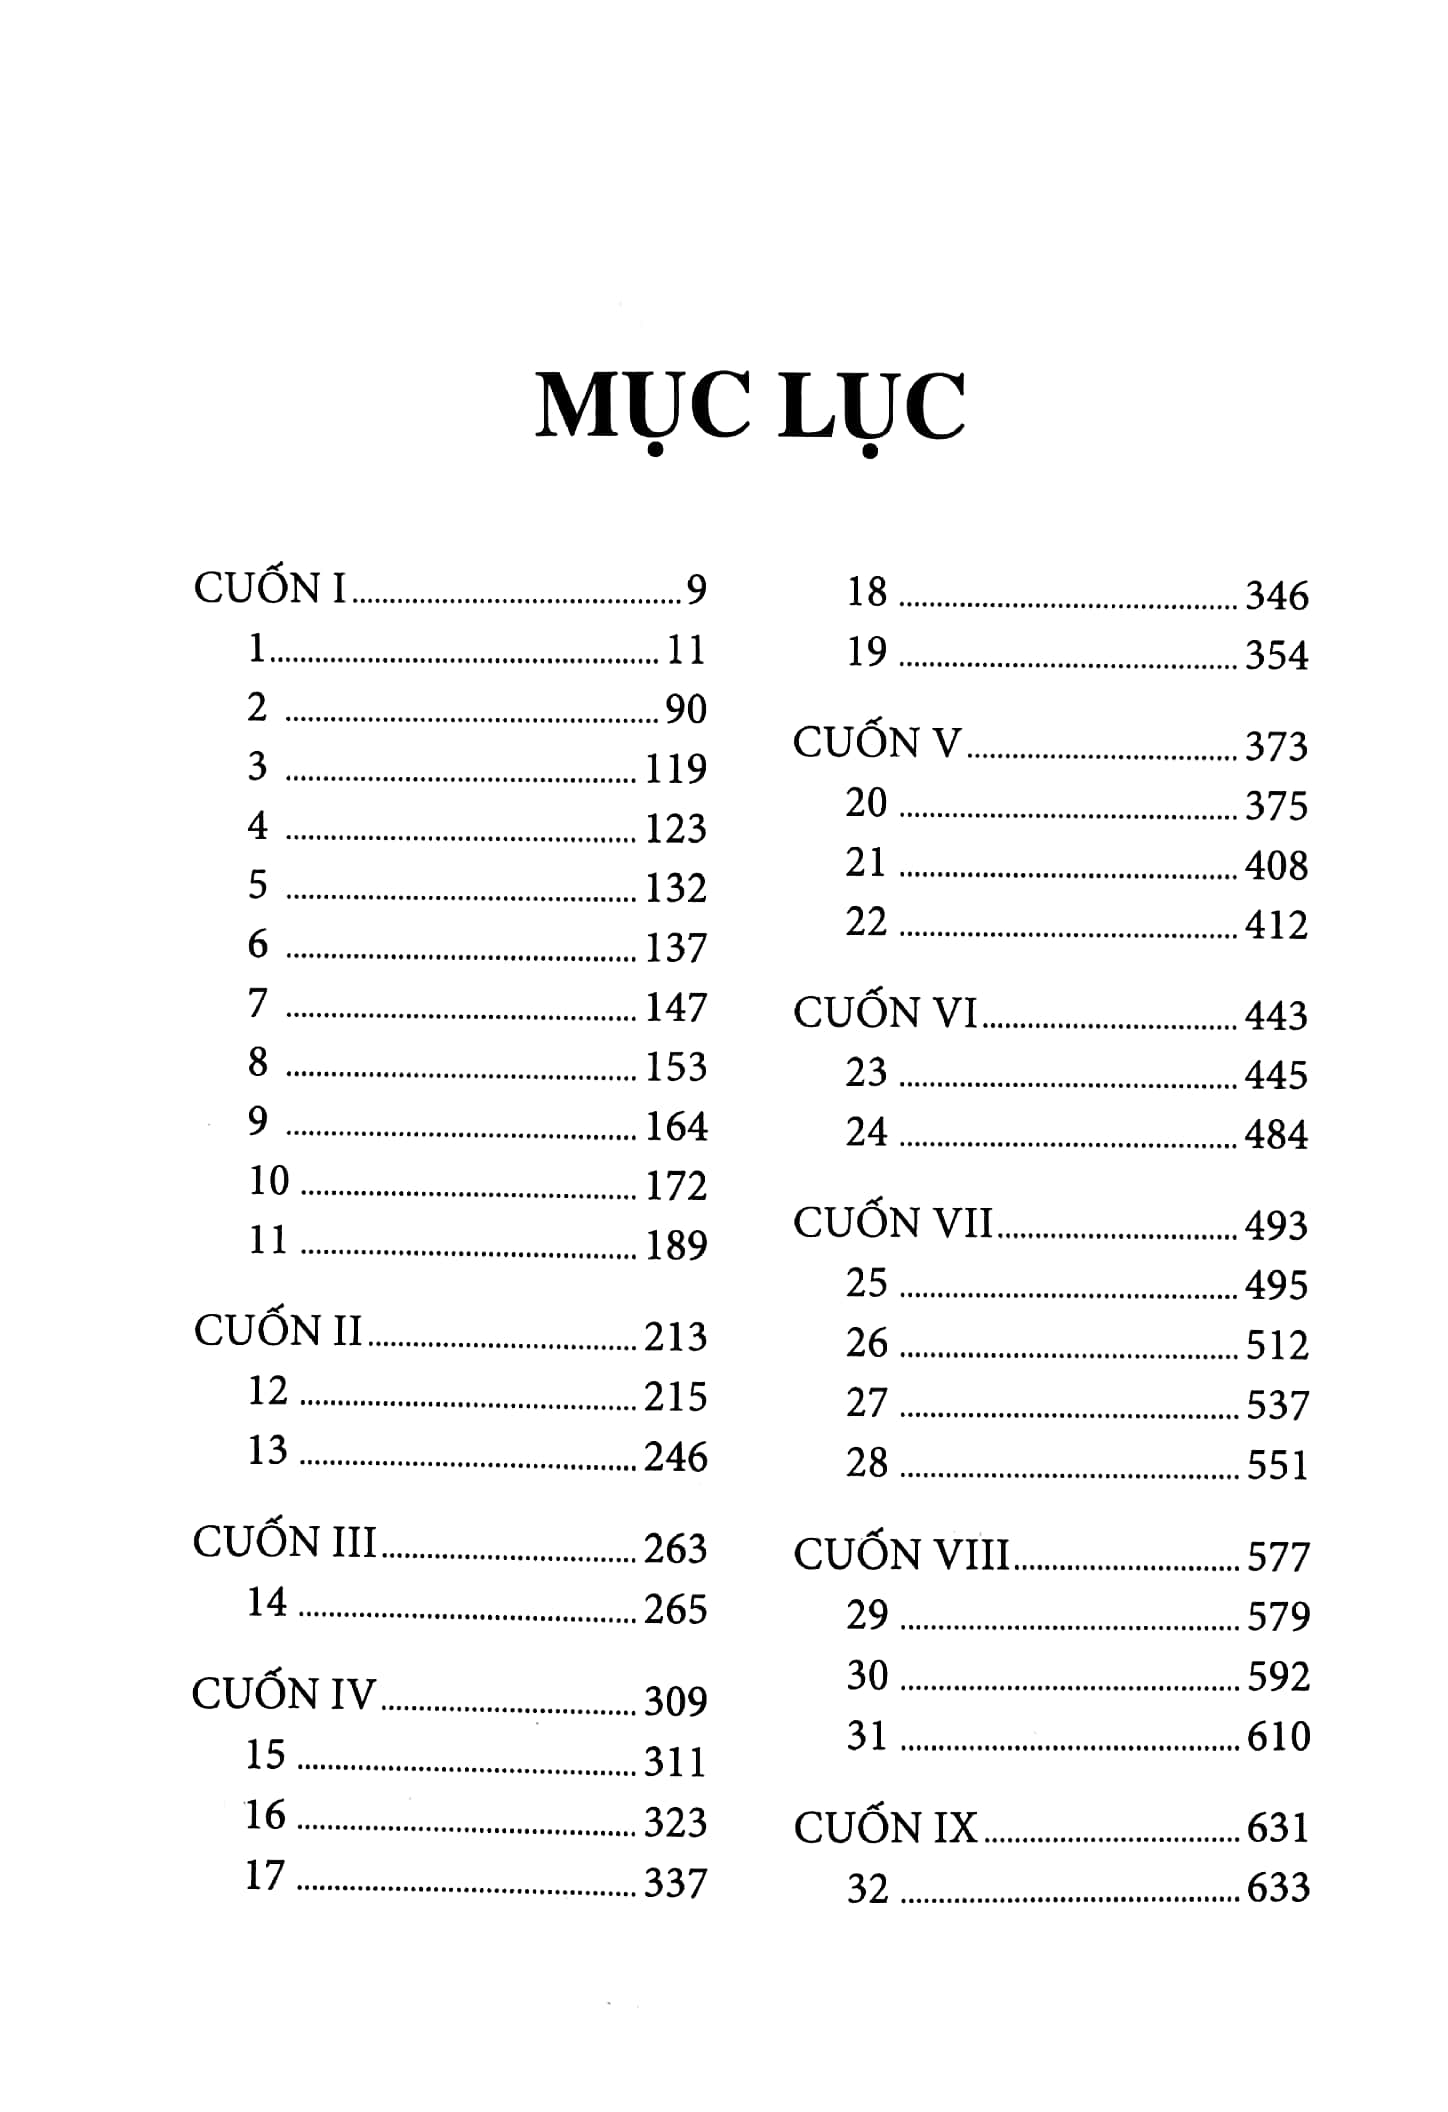 MỤC LỤC
CUỐN I........................................... 9
1.................................................. 11
2 ................................................ 90
3 ............................................. 119
4 ............................................. 123
5 ............................................. 132
6 ............................................. 137
7 ............................................. 147
8 ............................................. 153
9 ............................................. 164
10 ........................................... 172
11 ........................................... 189
CUỐN II................................... 213
12 ........................................... 215
13 ........................................... 246
CUỐN III................................. 263
14 ........................................... 265
CUỐN IV................................. 309
15 ........................................... 311
16 ........................................... 323
17 ........................................... 337
18 ........................................... 346
19 ........................................... 354
CUỐN V................................... 373
20 ........................................... 375
21 ........................................... 408
22 ........................................... 412
CUỐN VI................................. 443
23 ........................................... 445
24 ........................................... 484
CUỐN VII............................... 493
25 ........................................... 495
26 ........................................... 512
27 ........................................... 537
28 ........................................... 551
CUỐN VIII............................. 577
29 ........................................... 579
30 ........................................... 592
31 ........................................... 610
CUỐN IX................................. 631
32 ........................................... 633